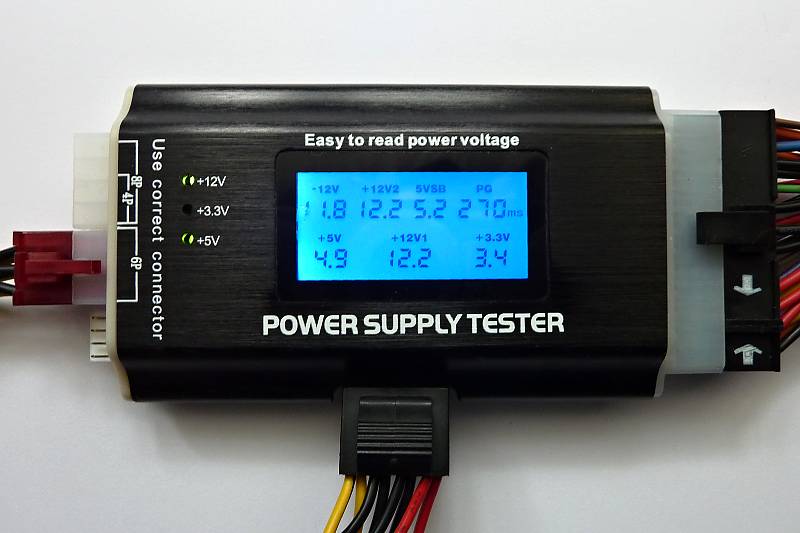 Easy to read power voltage
Use correct connector
8P
4P
6P
+12V
+3.3V
+5V
-12V +12V2 5VSB PG
11.8 12.2 5.2 270ms
+5V +12V1 +3.3V
4.9 12.2 3.4
POWER SUPPLY TESTER